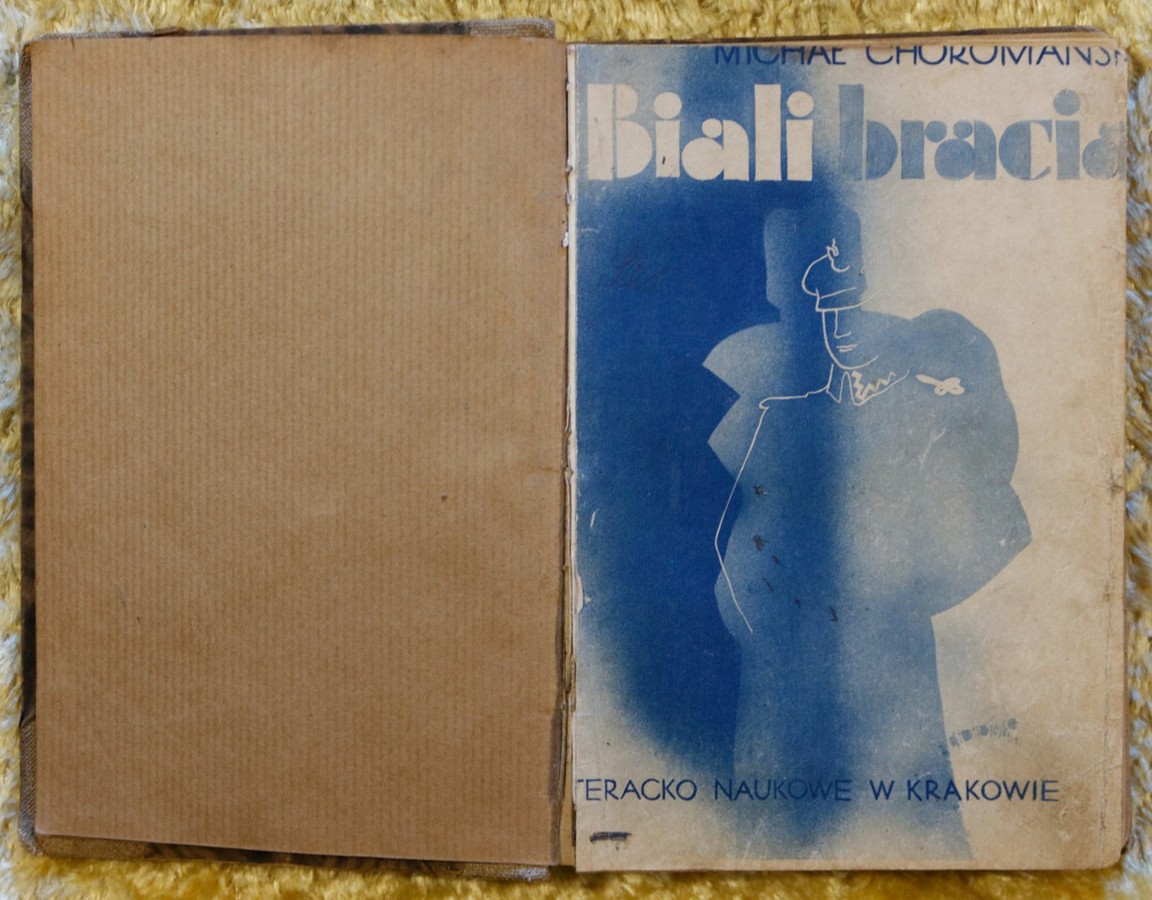 MICHAŁ CHOROMAŃSK
Biali bracia
TERACKO NAUKOWE W KRAKOWIE